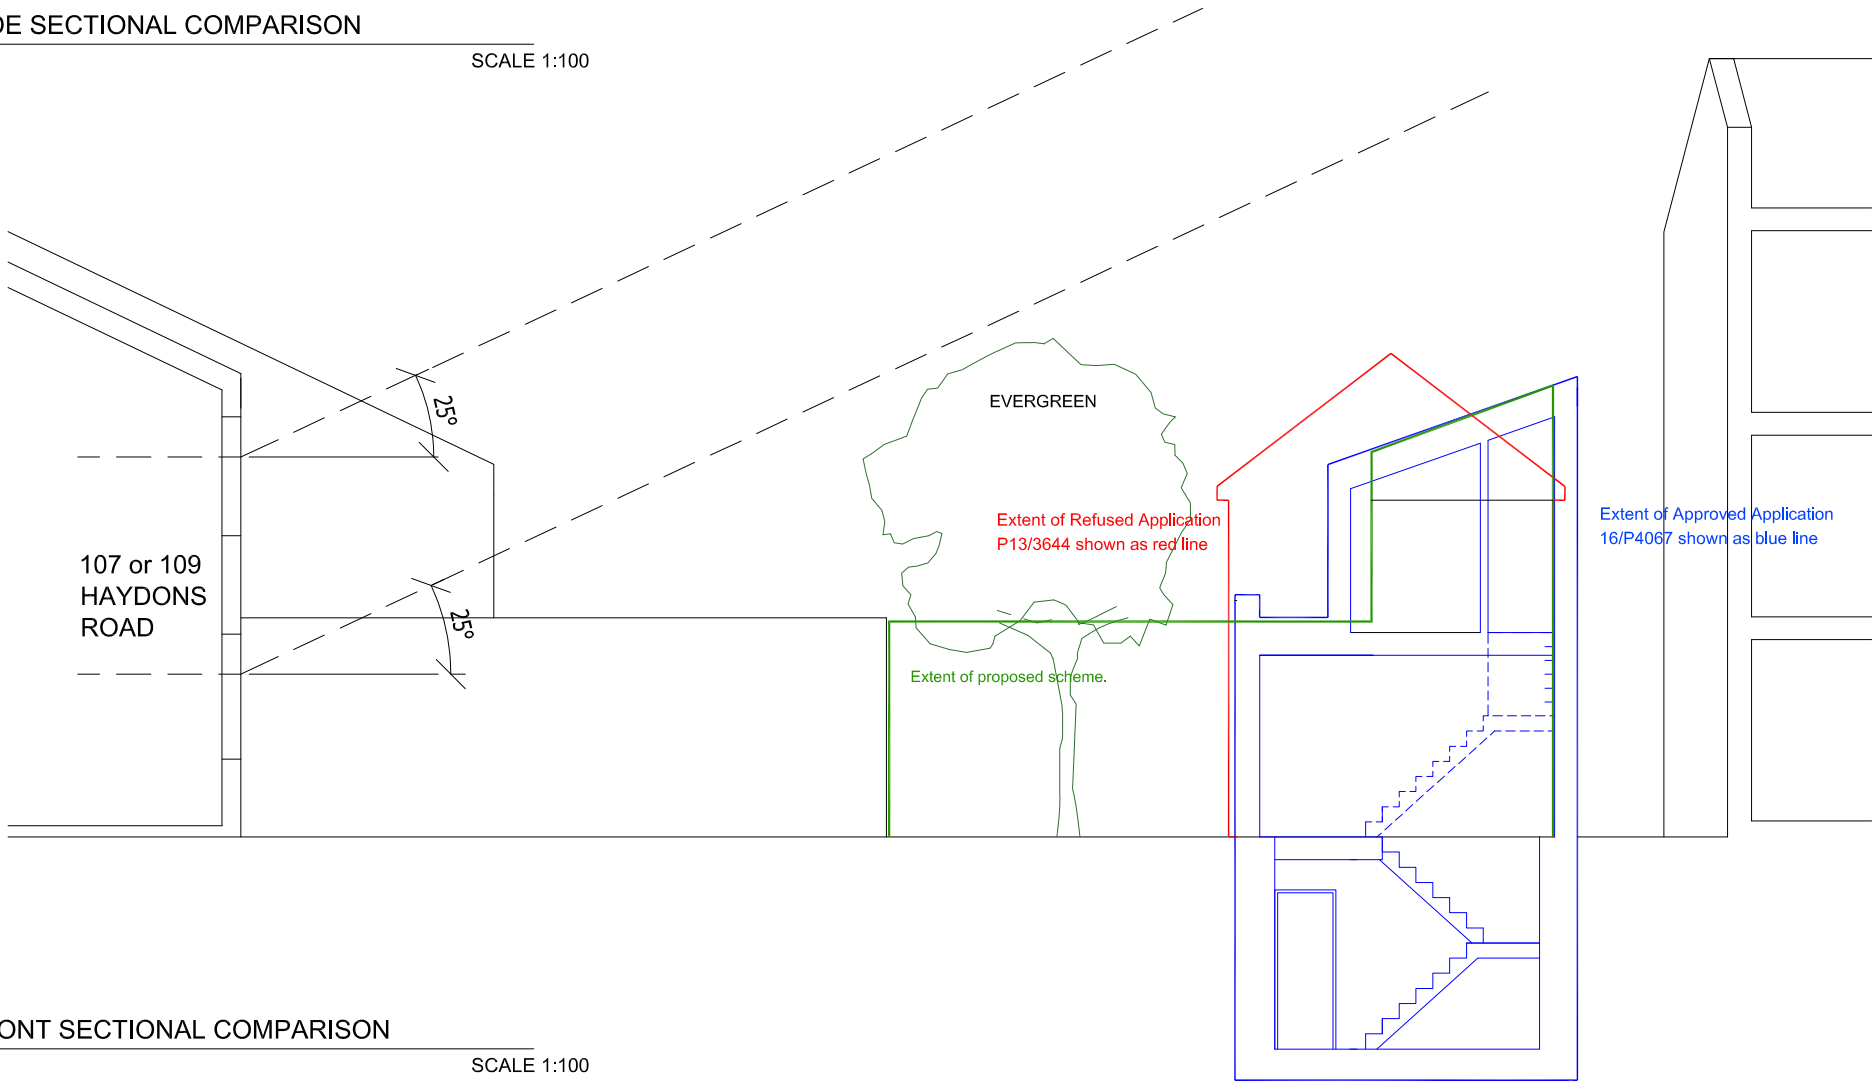 DE SECTIONAL COMPARISON
SCALE 1:100
25°
EVERGREEN
Extent of Refused Application
P13/3644 shown as red line
Extent of Approved Application
16/P4067 shown as blue line
107 or 109
HAYDONS
ROAD
25°
Extent of proposed scheme.
ONT SECTIONAL COMPARISON
SCALE 1:100